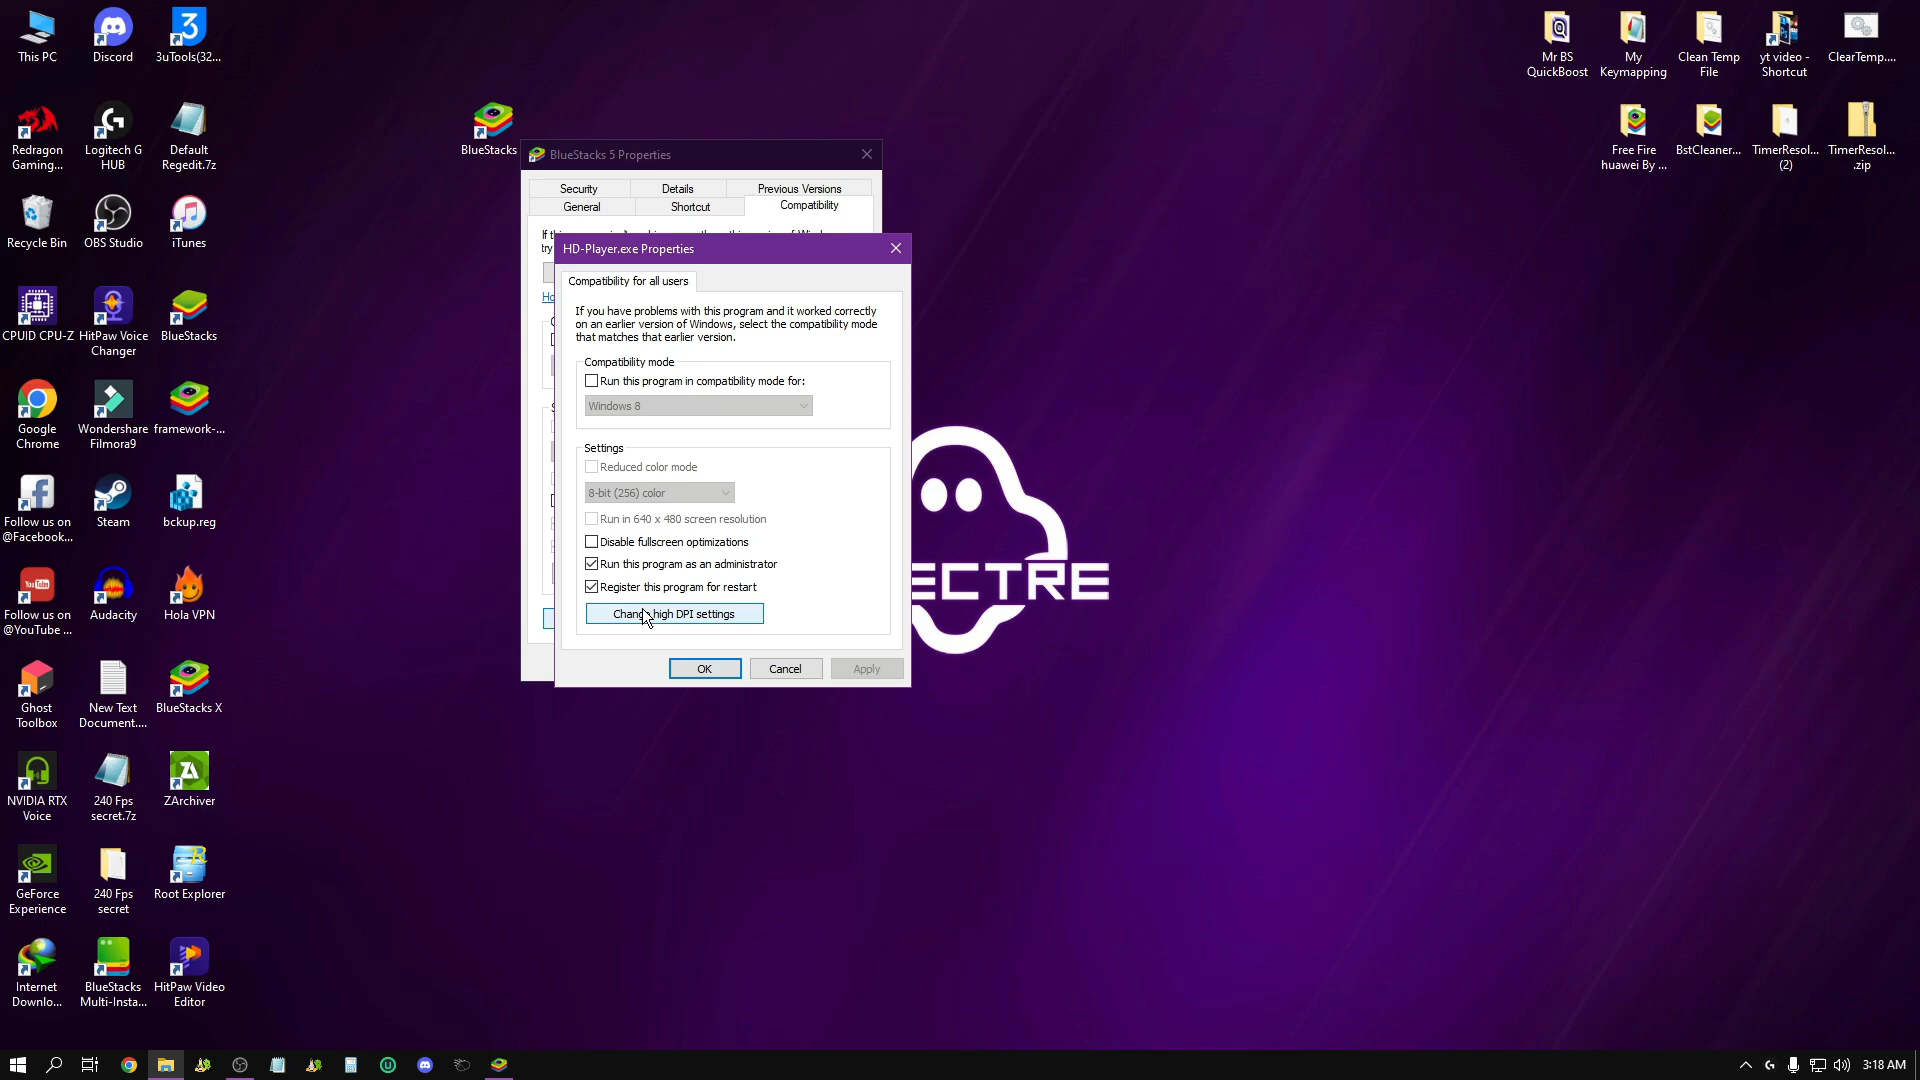 This PC
Discord
3uTools(32...
Redragon
Gaming...
Logitech G
HUB
Default
Regedit.7z
Recycle Bin
OBS Studio
iTunes
CPUID CPU-Z
HitPaw Voice
Changer
BlueStacks
Google
Chrome
Wondershare
Filmora9
framework-...
Follow us on
@Facebook...
Steam
bckup.reg
Follow us on
@YouTube ...
Audacity
Hola VPN
Ghost
Toolbox
New Text
Document....
BlueStacks X
NVIDIA RTX
Voice
240 Fps
secret.7z
ZArchiver
GeForce
Experience
240 Fps
secret
Root Explorer
Internet
Downlo...
BlueStacks
Multi-Insta...
HitPaw Video
Editor
BlueStacks
BlueStacks 5 Properties
Security
Details
Previous Versions
General
Shortcut
Compatibility
try
HD-Player.exe Properties
Compatibility for all users
If you have problems with this program and it worked correctly
on an earlier version of Windows, select the compatibility mode
that matches that earlier version.
Compatibility mode
Run this program in compatibility mode for:
Windows 8
Settings
Reduced color mode
8-bit (256) color
Run in 640 x 480 screen resolution
Disable fullscreen optimizations
Run this program as an administrator
Register this program for restart
Change high DPI settings
OK
Cancel
Apply
ECTRE
Mr BS
QuickBoost
My
Keymapping
Clean Temp
File
yt video -
Shortcut
ClearTemp....
Free Fire
huawei By ...
BstCleaner...
TimerResol...
(2)
TimerResol...
.zip
3:18 AM